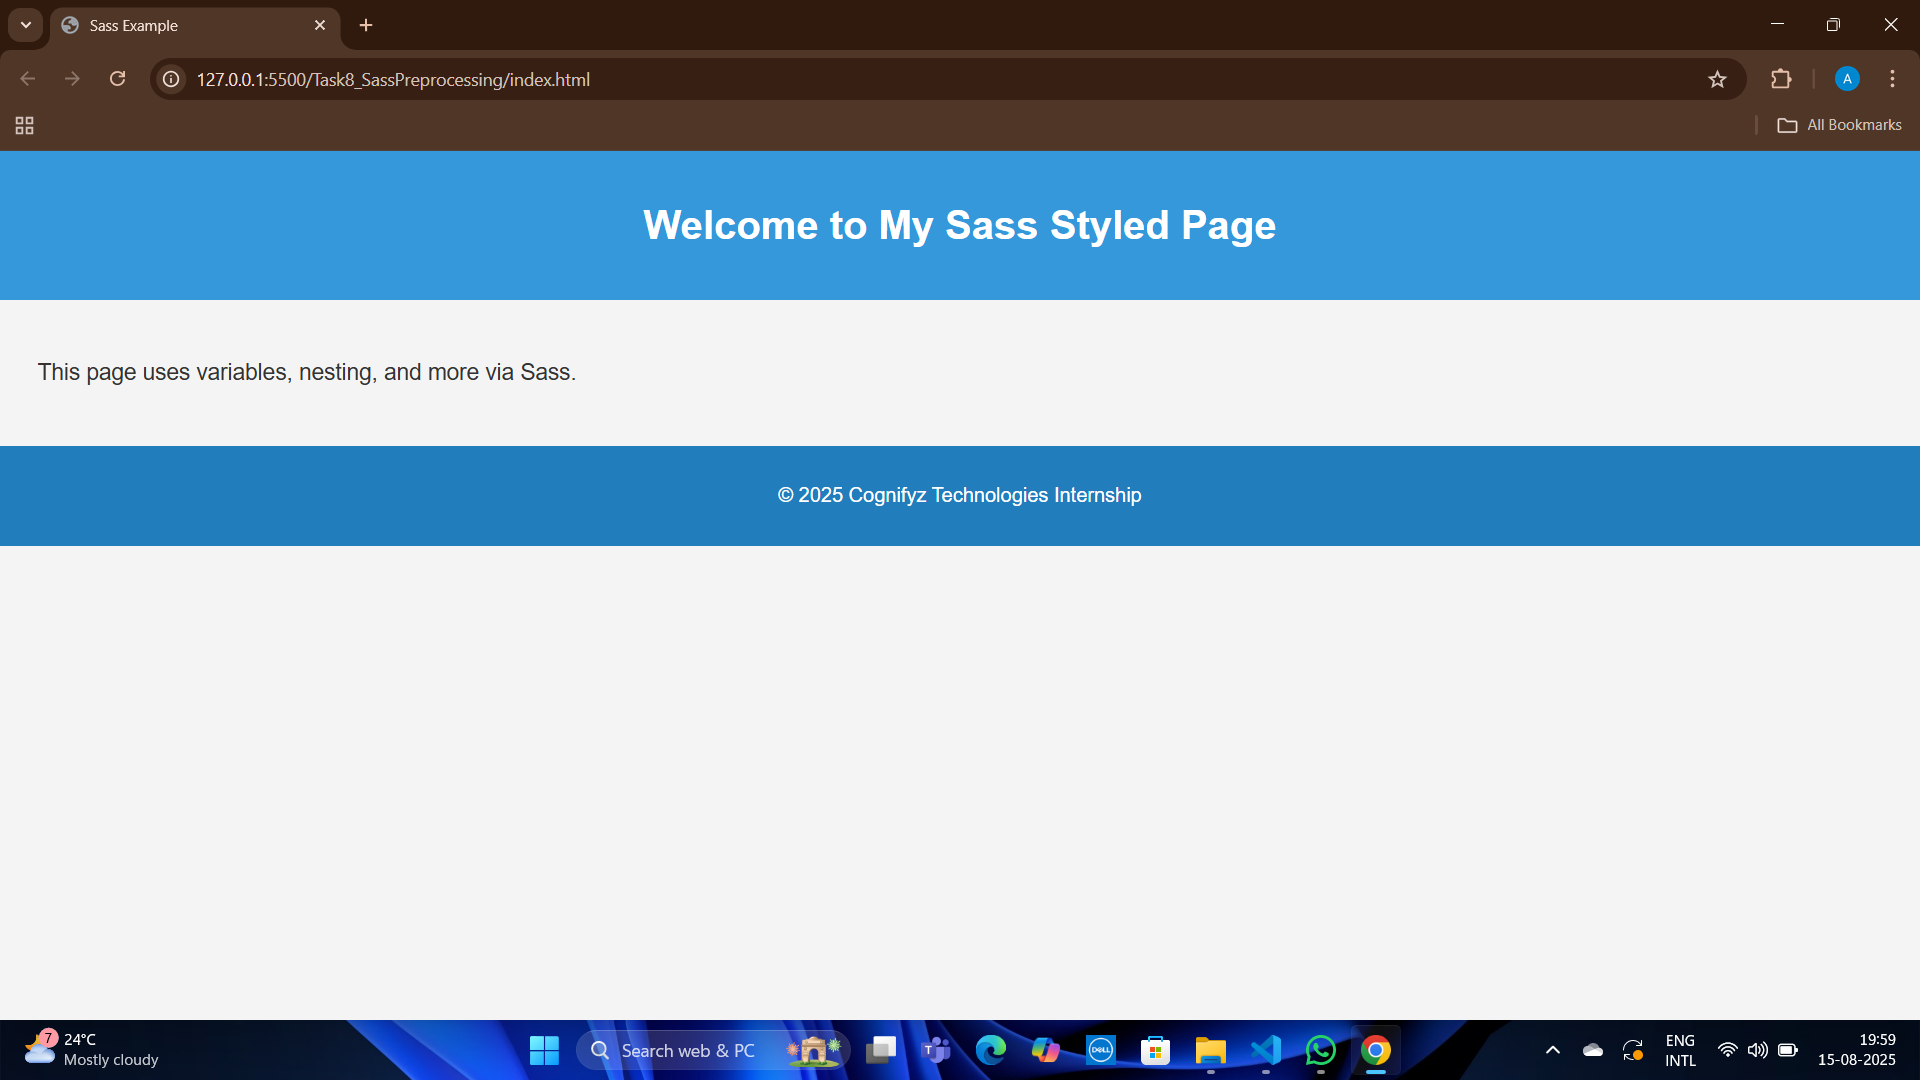 Sass Example
127.0.0.1:5500/Task8_SassPreprocessing/index.html
A
All Bookmarks
Welcome to My Sass Styled Page
This page uses variables, nesting, and more via Sass.
© 2025 Cognifyz Technologies Internship
7
24°C
Mostly cloudy
Search web & PC
T
DELL
ENG
INTL
19:59
15-08-2025